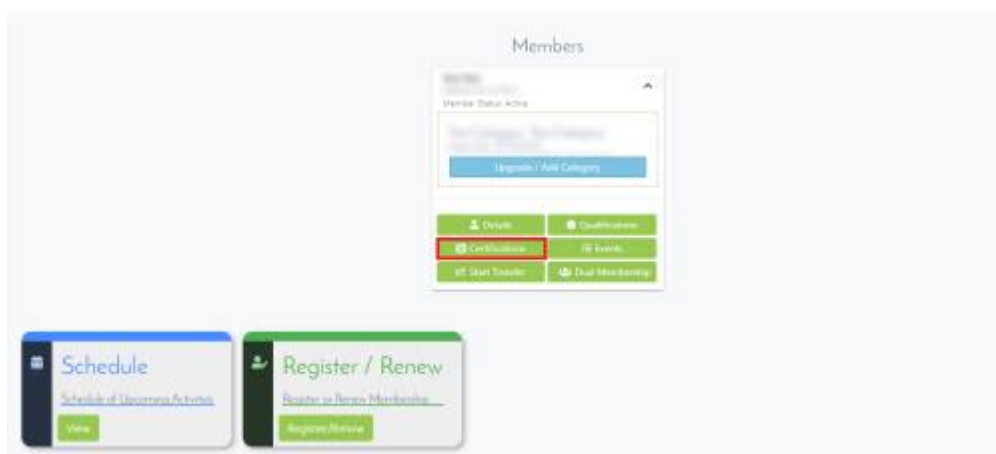 Members
Member Status: Active
Upgrade / Add Category
Details
Qualifications
Certifications
Events
Start Transfer
Dual Membership
Schedule
Schedule of Upcoming Activities
View
Register / Renew
Register or Renew Membership
Register/Renew